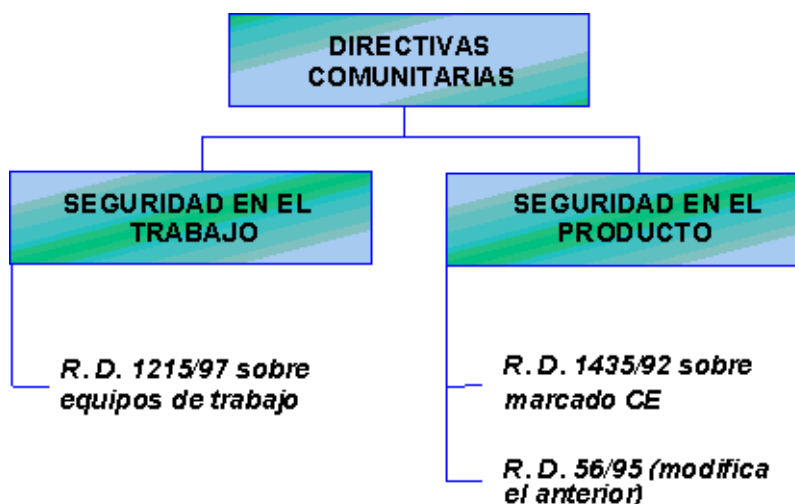 DIRECTIVAS
COMUNITARIAS
SEGURIDAD EN EL
TRABAJO
R. D. 1215/97 sobre
equipos de trabajo
SEGURIDAD EN EL
PRODUCTO
R. D. 1435/92 sobre
marcado CE
R. D. 56/95 (modifica
el anterior)